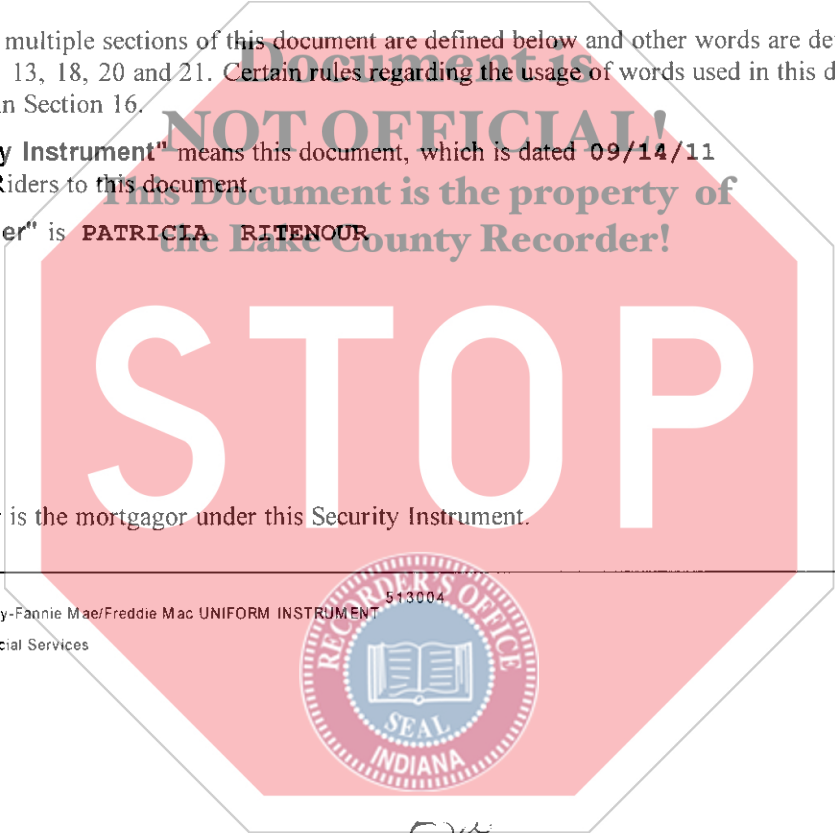 multiple sections of this document are defined below and other words are de
Document is
13, 18, 20 and 21. Certain rules regarding the usage of words used in this d
n Section 16.
NOT OFFICIAL!
y Instrument" means this document, which is dated 09/14/11
Riders to this document.
This Document is the property of
er" is PATRICIA RITENOUR
the Lake County Recorder!
STOP
is the mortgagor under this Security Instrument.
513004
y-Fannie Mae/Freddie Mac UNIFORM INSTRUMENT
cial Services
RECORDER'S OFFICE
SEAL
INDIANA